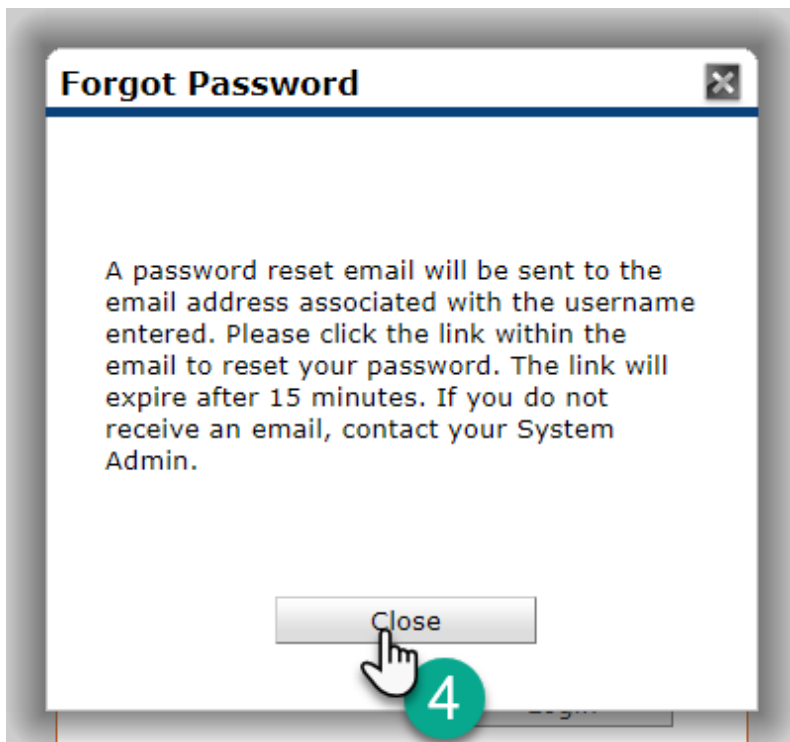 Forgot Password
A password reset email will be sent to the
email address associated with the username
entered. Please click the link within the
email to reset your password. The link will
expire after 15 minutes. If you do not
receive an email, contact your System
Admin.
Close
4